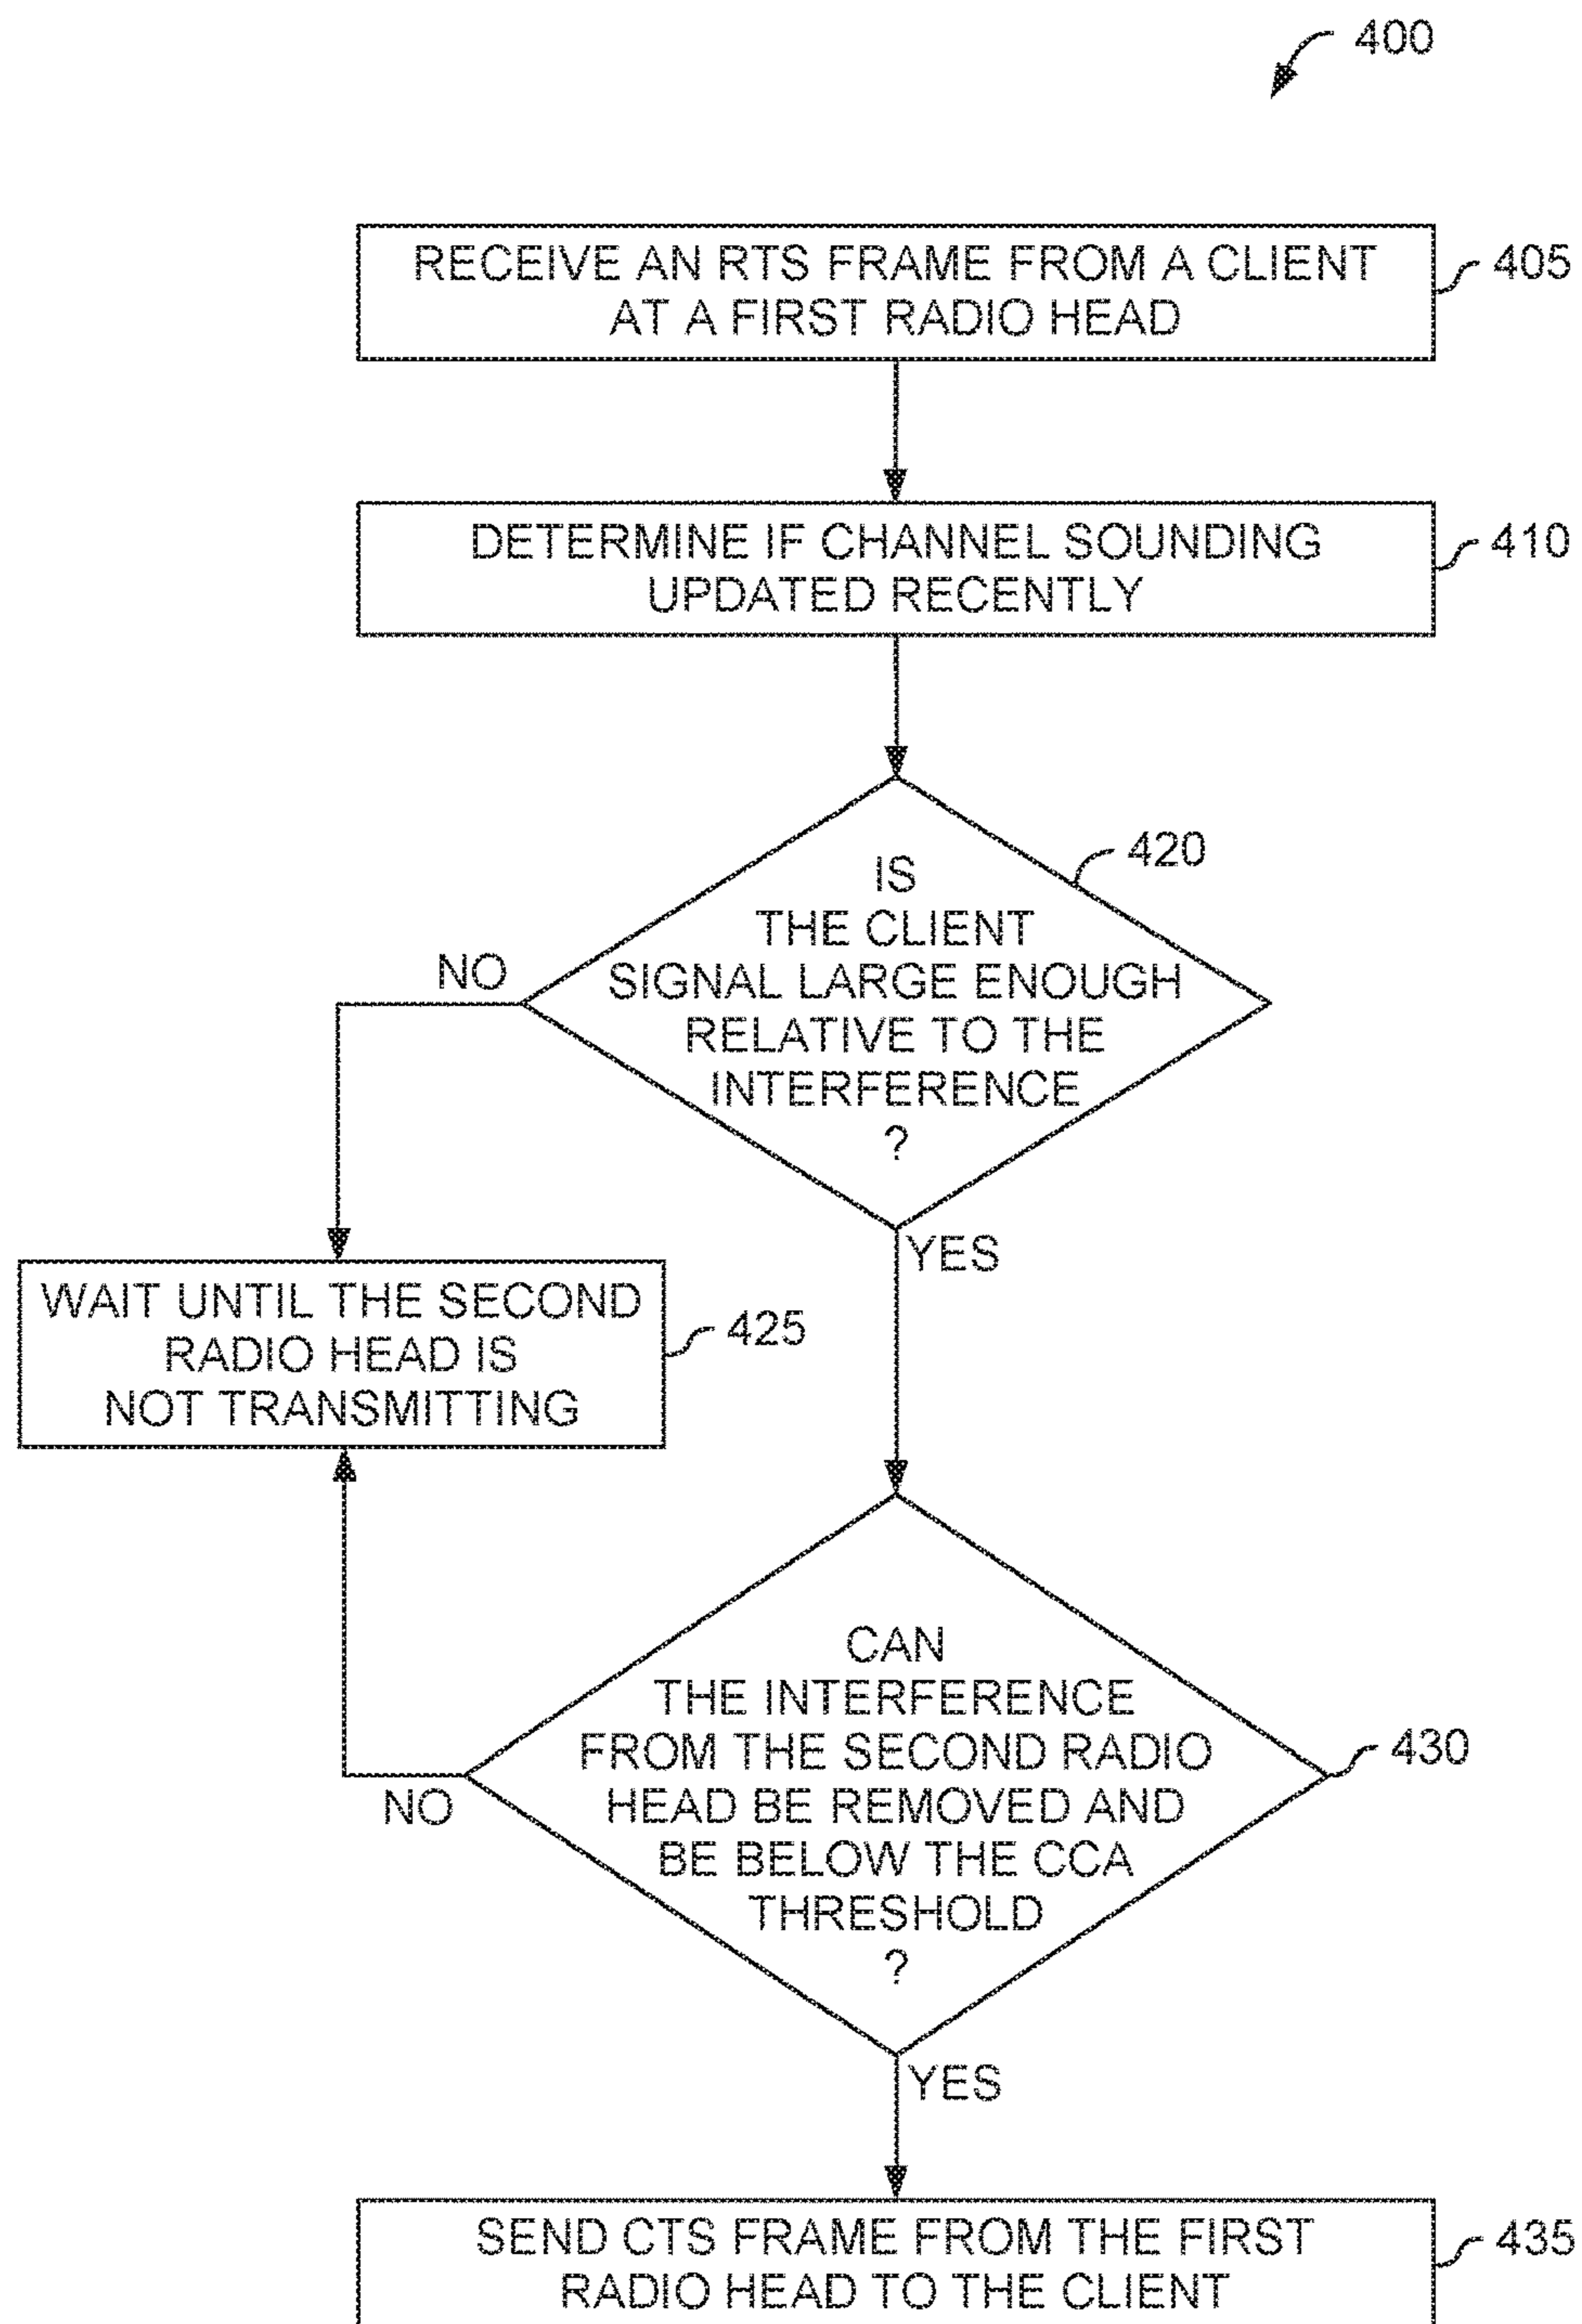 400
RECEIVE AN RTS FRAME FROM A CLIENT
AT A FIRST RADIO HEAD
405
DETERMINE IF CHANNEL SOUNDING
UPDATED RECENTLY
410
420
IS
THE CLIENT
SIGNAL LARGE ENOUGH
RELATIVE TO THE
INTERFERENCE
?
NO
YES
WAIT UNTIL THE SECOND
RADIO HEAD IS
NOT TRANSMITTING
425
CAN
THE INTERFERENCE
FROM THE SECOND RADIO
HEAD BE REMOVED AND
BE BELOW THE CCA
THRESHOLD
?
430
NO
YES
SEND CTS FRAME FROM THE FIRST
RADIO HEAD TO THE CLIENT
435